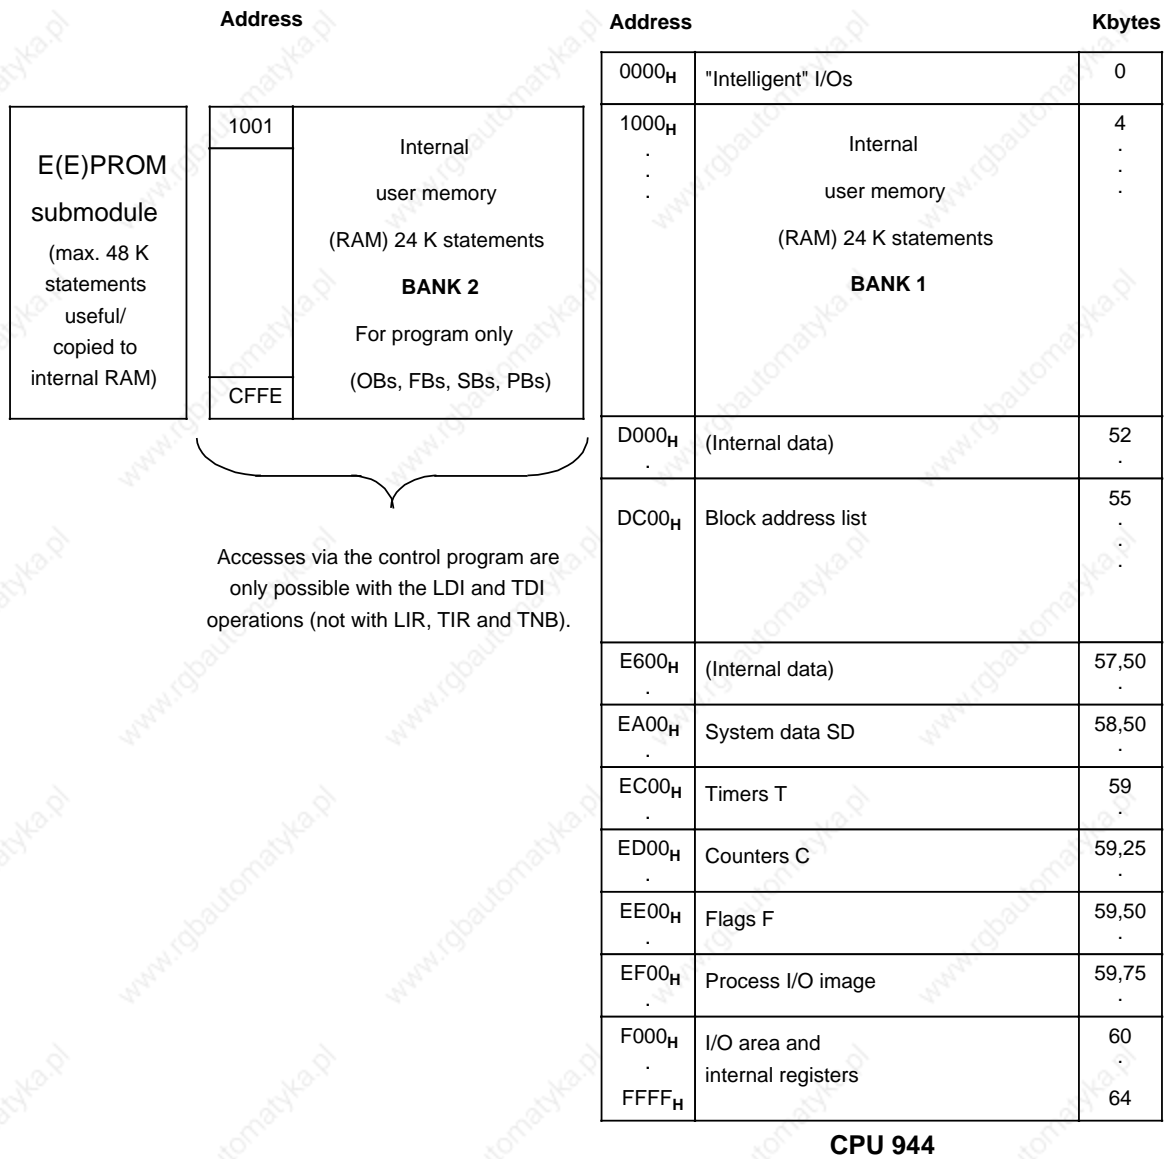 Address
Address Kbytes
E(E)PROM
submodule
(max. 48 K
statements
useful/
copied to
internal RAM)
1001
CFFE
Internal
user memory
(RAM) 24 K statements
BANK 2
For program only
(OBs, FBs, SBs, PBs)
Accesses via the control program are
only possible with the LDI and TDI
operations (not with LIR, TIR and TNB).
0000H "Intelligent" I/Os 0
1000H 4
.
.
.
Internal
user memory
(RAM) 24 K statements
BANK 1
.
.
.
D000H (Internal data) 52
. .
55
DC00H Block address list .
.
.
E600H (Internal data) 57,50
. .
EA00H System data SD 58,50
. .
EC00H Timers T 59
. .
ED00H Counters C 59,25
. .
EE00H Flags F 59,50
. .
EF00H Process I/O image 59,75
. .
F000H I/O area and 60
. internal registers .
FFFFH 64
CPU 944
www.rgbautomatyka.pl